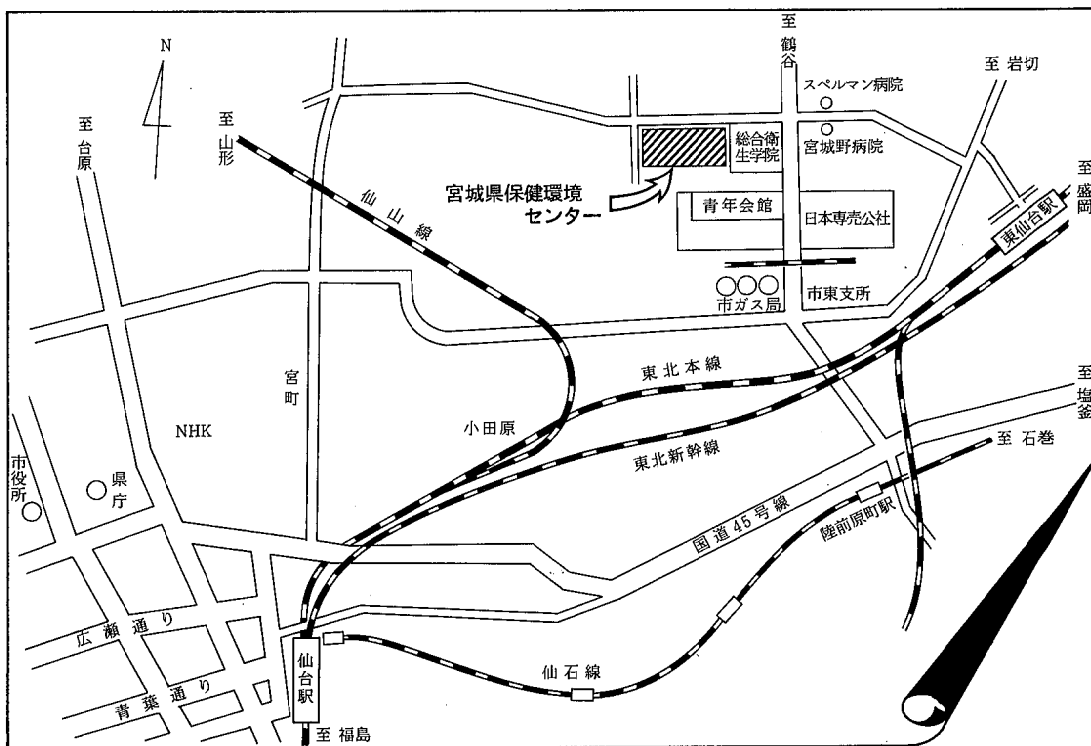 N
至 鶴谷
至 岩切
スペルマン病院
至 台原
至 山形
総合衛生学院
宮城野病院
宮城県保健環境
センター
青年会館
日本専売公社
至 盛岡
東仙台駅
仙山線
市ガス局
市東支所
宮町
東北本線
至 塩釜
小田原
NHK
東北新幹線
至 石巻
市役所
県庁
国道45号線
陸前原町駅
広瀬通り
仙台駅
仙石線
青葉通り
至 福島